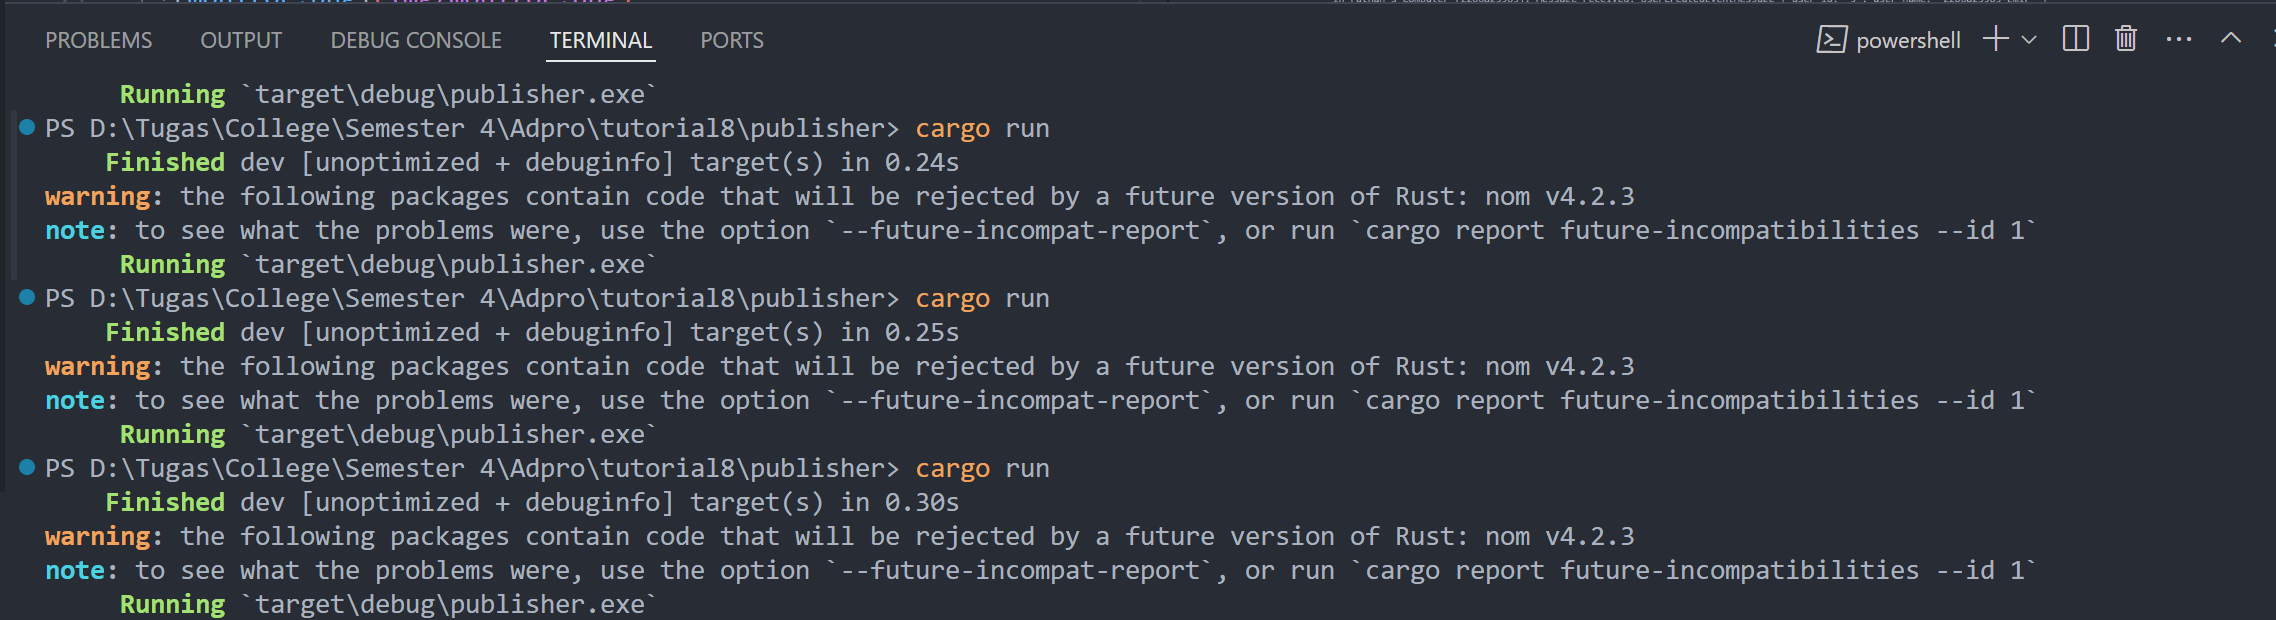 PROBLEMS OUTPUT DEBUG CONSOLE TERMINAL PORTS powershell
Running `target\debug\publisher.exe`
PS D:\Tugas\College\Semester 4\Adpro\tutorial8\publisher> cargo run
Finished dev [unoptimized + debuginfo] target(s) in 0.24s
warning: the following packages contain code that will be rejected by a future version of Rust: nom v4.2.3
note: to see what the problems were, use the option `--future-incompat-report`, or run `cargo report future-incompatibilities --id 1`
Running `target\debug\publisher.exe`
PS D:\Tugas\College\Semester 4\Adpro\tutorial8\publisher> cargo run
Finished dev [unoptimized + debuginfo] target(s) in 0.25s
warning: the following packages contain code that will be rejected by a future version of Rust: nom v4.2.3
note: to see what the problems were, use the option `--future-incompat-report`, or run `cargo report future-incompatibilities --id 1`
Running `target\debug\publisher.exe`
PS D:\Tugas\College\Semester 4\Adpro\tutorial8\publisher> cargo run
Finished dev [unoptimized + debuginfo] target(s) in 0.30s
warning: the following packages contain code that will be rejected by a future version of Rust: nom v4.2.3
note: to see what the problems were, use the option `--future-incompat-report`, or run `cargo report future-incompatibilities --id 1`
Running `target\debug\publisher.exe`